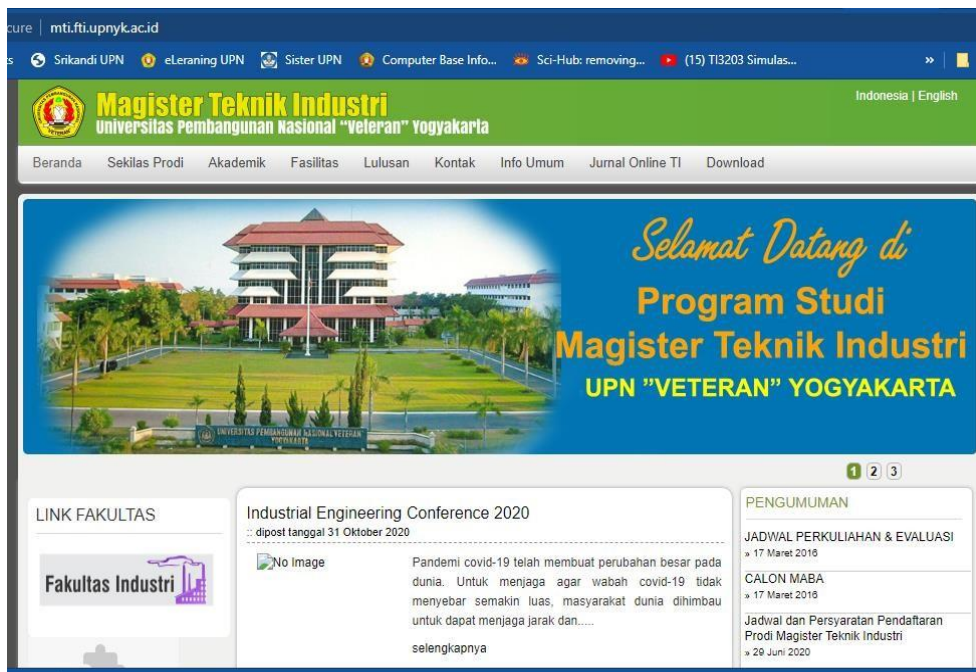 cure | mti.fti.upnyk.ac.id
Srikandi UPN eLeraning UPN Sister UPN Computer Base Info... Sci-Hub: removing... (15) TI3203 Simulas... »
Magister Teknik Industri
Universitas Pembangunan Nasional “Veteran” Yogyakarta
Indonesia | English
Beranda Sekilas Prodi Akademik Fasilitas Lulusan Kontak Info Umum Jurnal Online TI Download
Selamat Datang di
Program Studi
Magister Teknik Industri
UPN ”VETERAN” YOGYAKARTA
UNIVERSITAS PEMBANGUNAN NASIONAL VETERAN
YOGYAKARTA
1 2 3
LINK FAKULTAS
Fakultas Industri
Industrial Engineering Conference 2020
:: dipost tanggal 31 Oktober 2020
No Image
Pandemi covid-19 telah membuat perubahan besar pada
dunia. Untuk menjaga agar wabah covid-19 tidak
menyebar semakin luas, masyarakat dunia dihimbau
untuk dapat menjaga jarak dan.....
selengkapnya
PENGUMUMAN
JADWAL PERKULIAHAN & EVALUASI
» 17 Maret 2016
CALON MABA
» 17 Maret 2016
Jadwal dan Persyaratan Pendaftaran
Prodi Magister Teknik Industri
» 29 Juni 2020